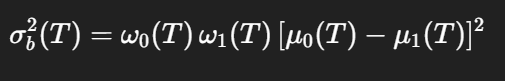 σ_b^2(T) = ω_0(T) ω_1(T) [μ_0(T) − μ_1(T)]^2